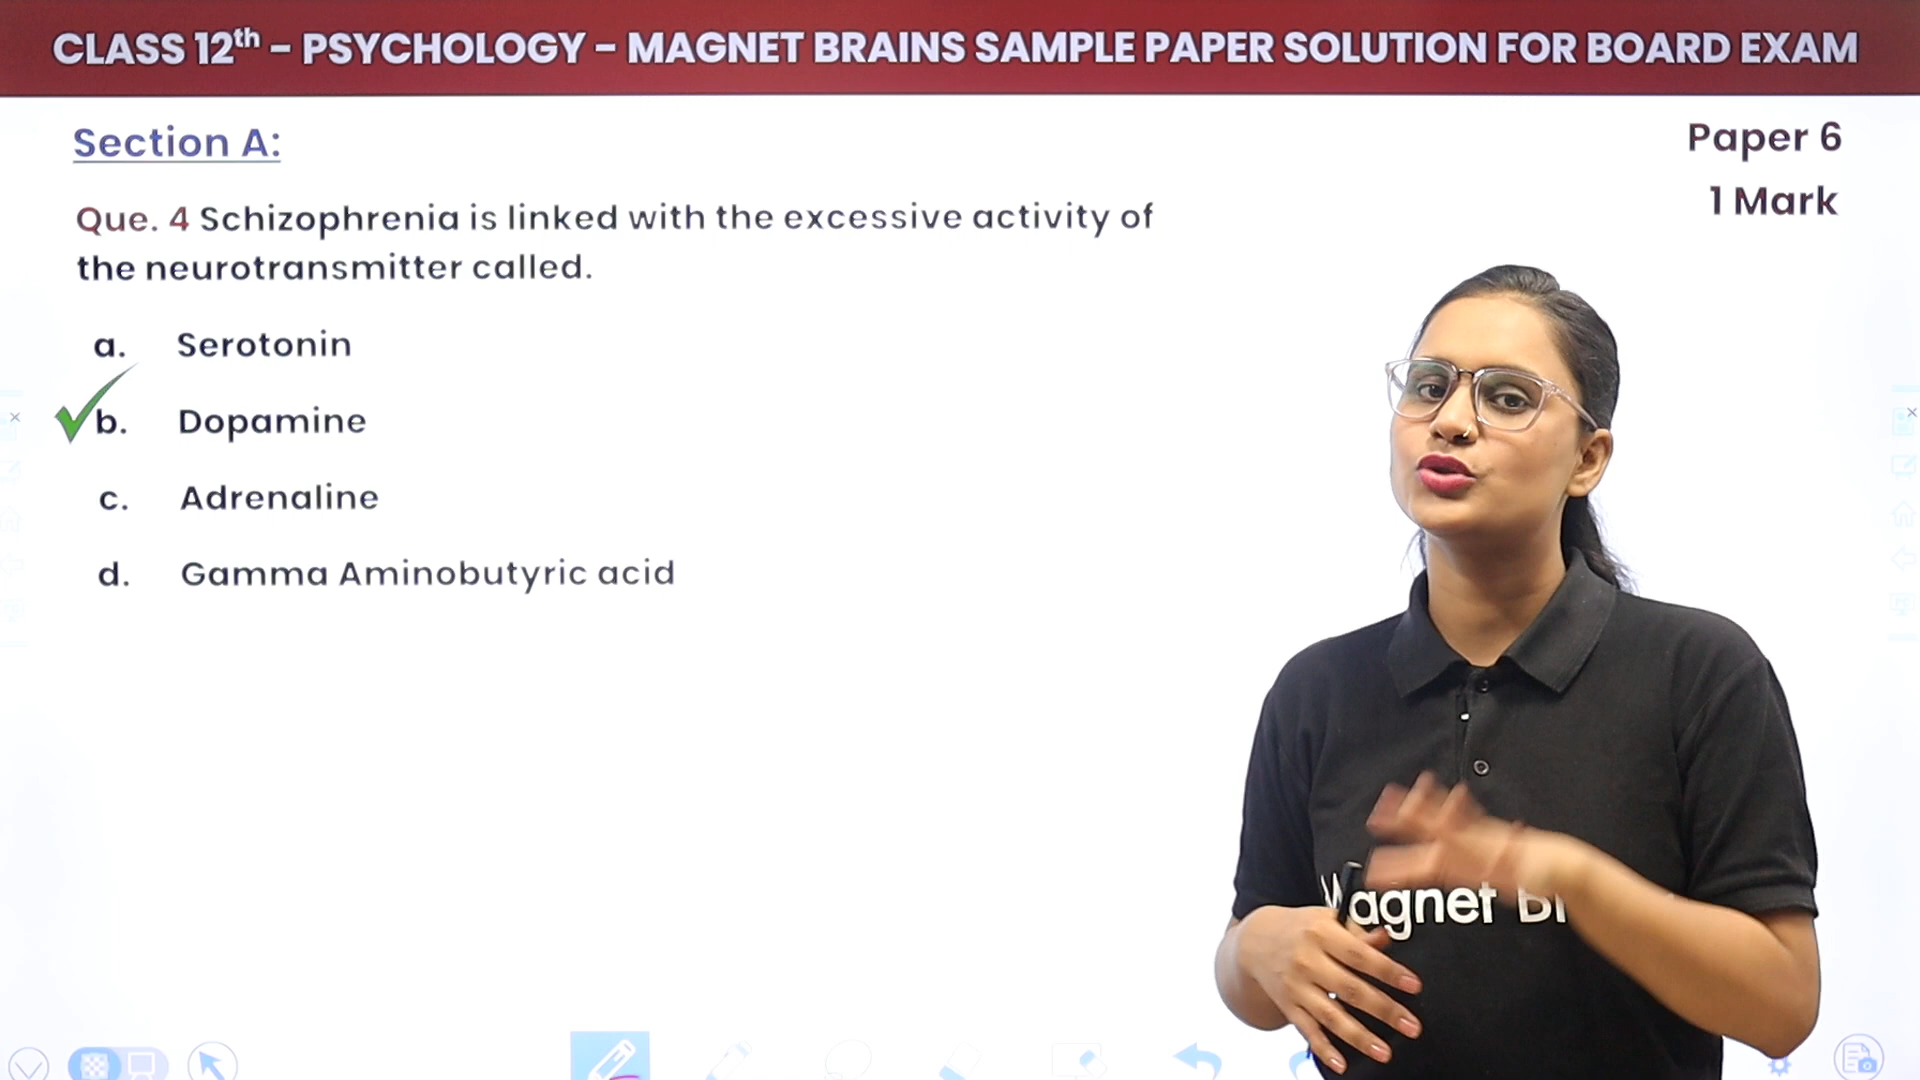 CLASS 12th – PSYCHOLOGY – MAGNET BRAINS SAMPLE PAPER SOLUTION FOR BOARD EXAM
Section A:
Paper 6
1 Mark
Que. 4 Schizophrenia is linked with the excessive activity of
the neurotransmitter called.
a. Serotonin
b. Dopamine
c. Adrenaline
d. Gamma Aminobutyric acid
agnet